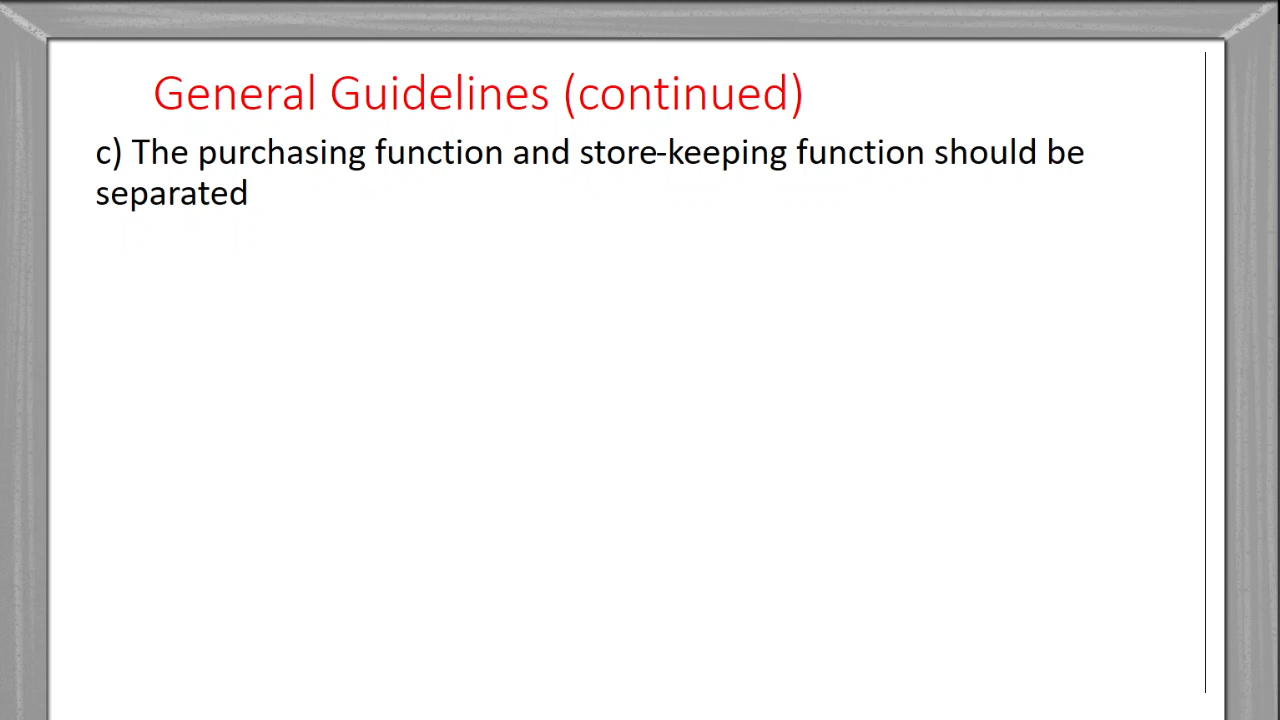 General Guidelines (continued)
c) The purchasing function and store-keeping function should be
separated